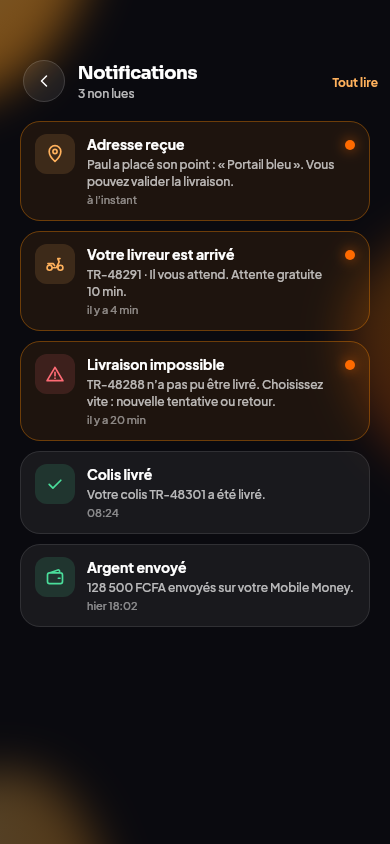 Notifications
3 non lues
Tout lire
Adresse reçue
Paul a placé son point : « Portail bleu ». Vous
pouvez valider la livraison.
à l'instant
Votre livreur est arrivé
TR-48291 · Il vous attend. Attente gratuite
10 min.
il y a 4 min
Livraison impossible
TR-48288 n'a pas pu être livré. Choisissez
vite : nouvelle tentative ou retour.
il y a 20 min
Colis livré
Votre colis TR-48301 a été livré.
08:24
Argent envoyé
128 500 FCFA envoyés sur votre Mobile Money.
hier 18:02